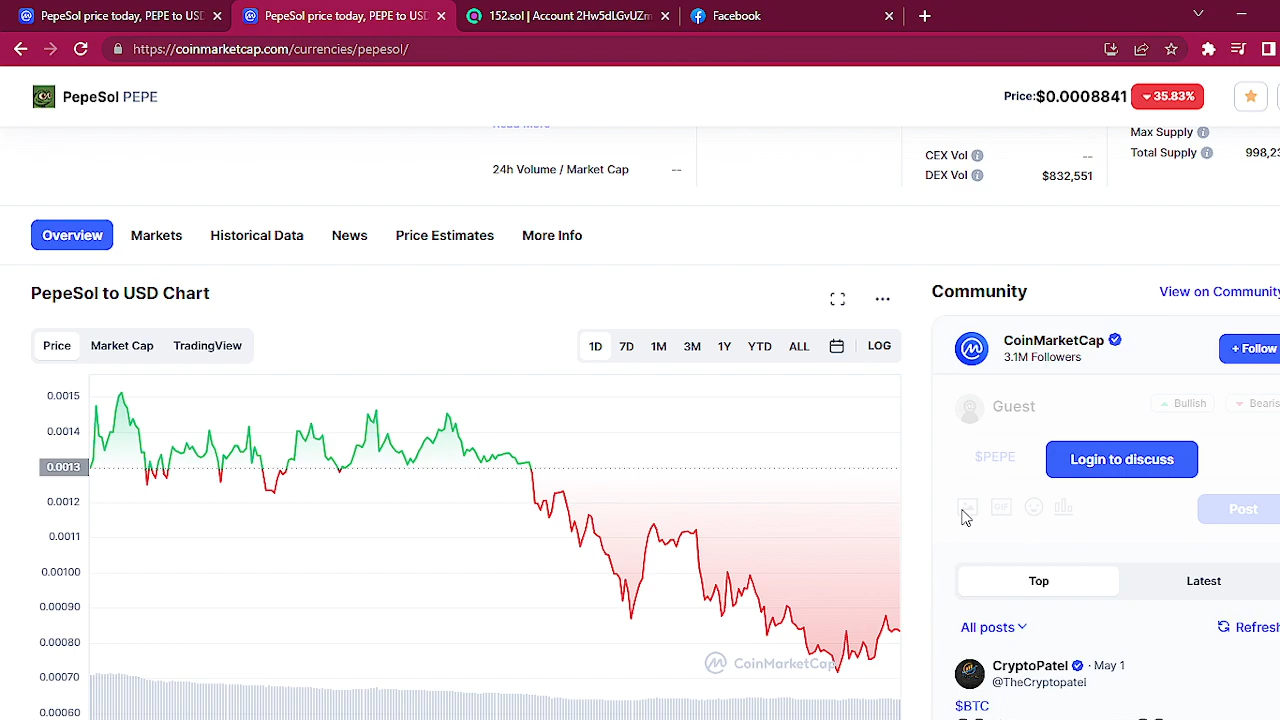 PepeSol price today, PEPE to USD
PepeSol price today, PEPE to USD
152.sol | Account 2Hw5dLGvUZm
Facebook
https://coinmarketcap.com/currencies/pepesol/
PepeSol PEPE
Price:$0.0008841
35.83%
Max Supply
CEX Vol --
Total Supply 998,23
24h Volume / Market Cap --
DEX Vol $832,551
Overview
Markets
Historical Data
News
Price Estimates
More Info
PepeSol to USD Chart
Price
Market Cap
TradingView
1D
7D
1M
3M
1Y
YTD
ALL
LOG
0.0015
0.0014
0.0013
0.0012
0.0011
0.00100
0.00090
0.00080
0.00070
0.00060
CoinMarketCap
Community
View on Community
CoinMarketCap
3.1M Followers
+ Follow
Guest
Bullish
Bearis
$PEPE
Login to discuss
GIF
Post
Top
Latest
All posts
Refresh
CryptoPatel · May 1
@TheCryptopatel
$BTC